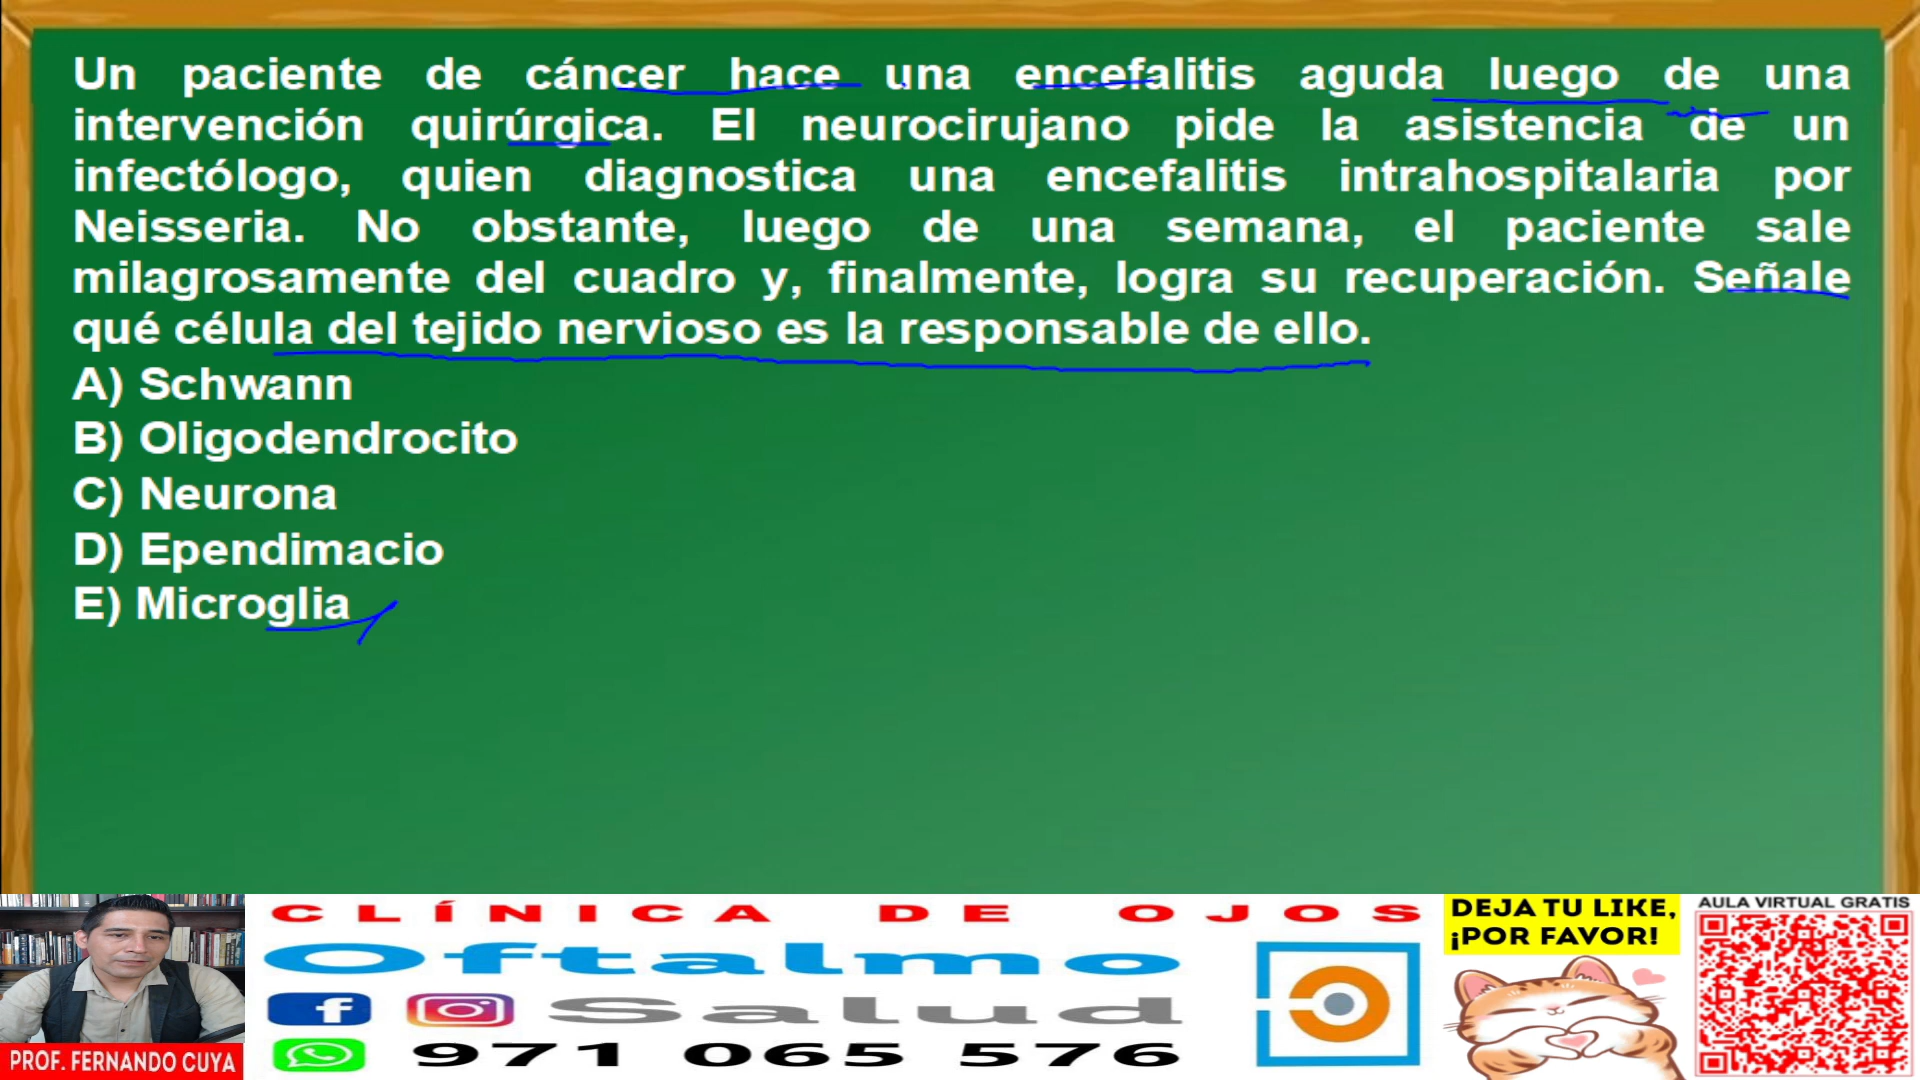 Un paciente de cáncer hace una encefalitis aguda luego de una
intervención quirúrgica. El neurocirujano pide la asistencia de un
infectólogo, quien diagnostica una encefalitis intrahospitalaria por
Neisseria. No obstante, luego de una semana, el paciente sale
milagrosamente del cuadro y, finalmente, logra su recuperación. Señale
qué célula del tejido nervioso es la responsable de ello.
A) Schwann
B) Oligodendrocito
C) Neurona
D) Ependimacio
E) Microglia
PROF. FERNANDO CUYA
CLÍNICA DE OJOS
Oftalmo
Salud
971 065 576
DEJA TU LIKE,
¡POR FAVOR!
AULA VIRTUAL GRATIS